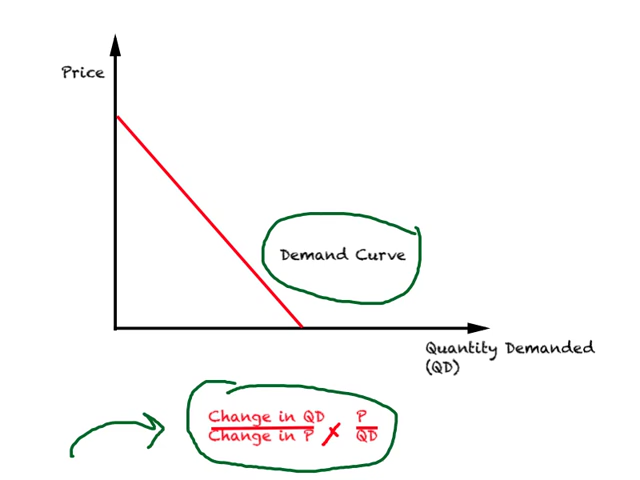 Price
Demand Curve
Quantity Demanded
(QD)
Change in QD
Change in P
×
P
QD